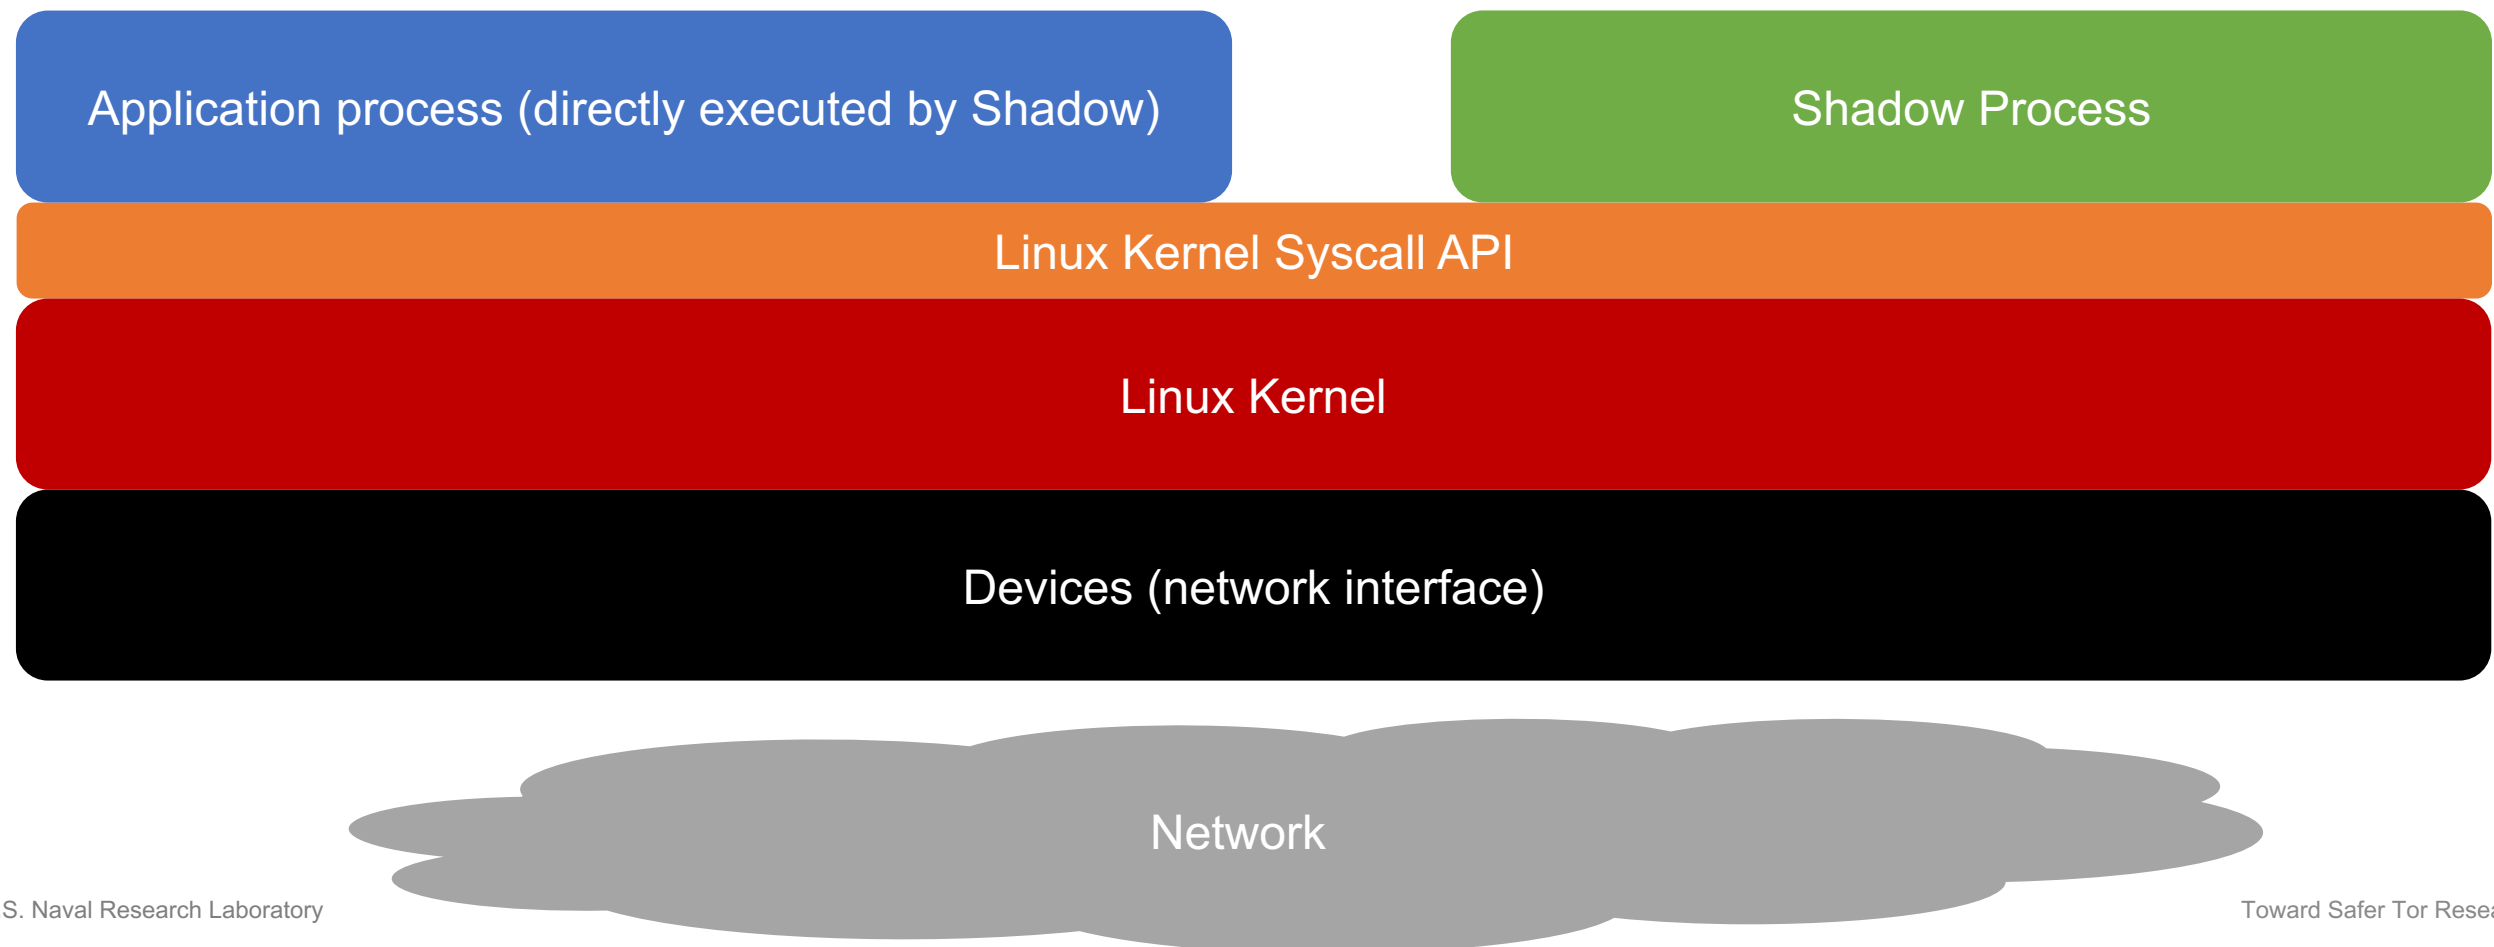 Application process (directly executed by Shadow)
Shadow Process
Linux Kernel Syscall API
Linux Kernel
Devices (network interface)
Network
S. Naval Research Laboratory
Toward Safer Tor